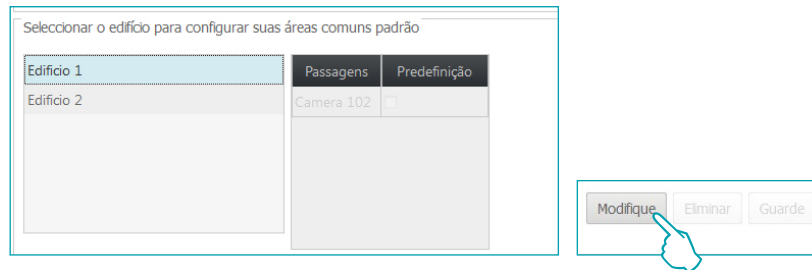 Seleccionar o edifício para configurar suas áreas comuns padrão
Edificio 1
Edificio 2
Passagens Predefinição
Camera 102
Modifique Eliminar Guarde